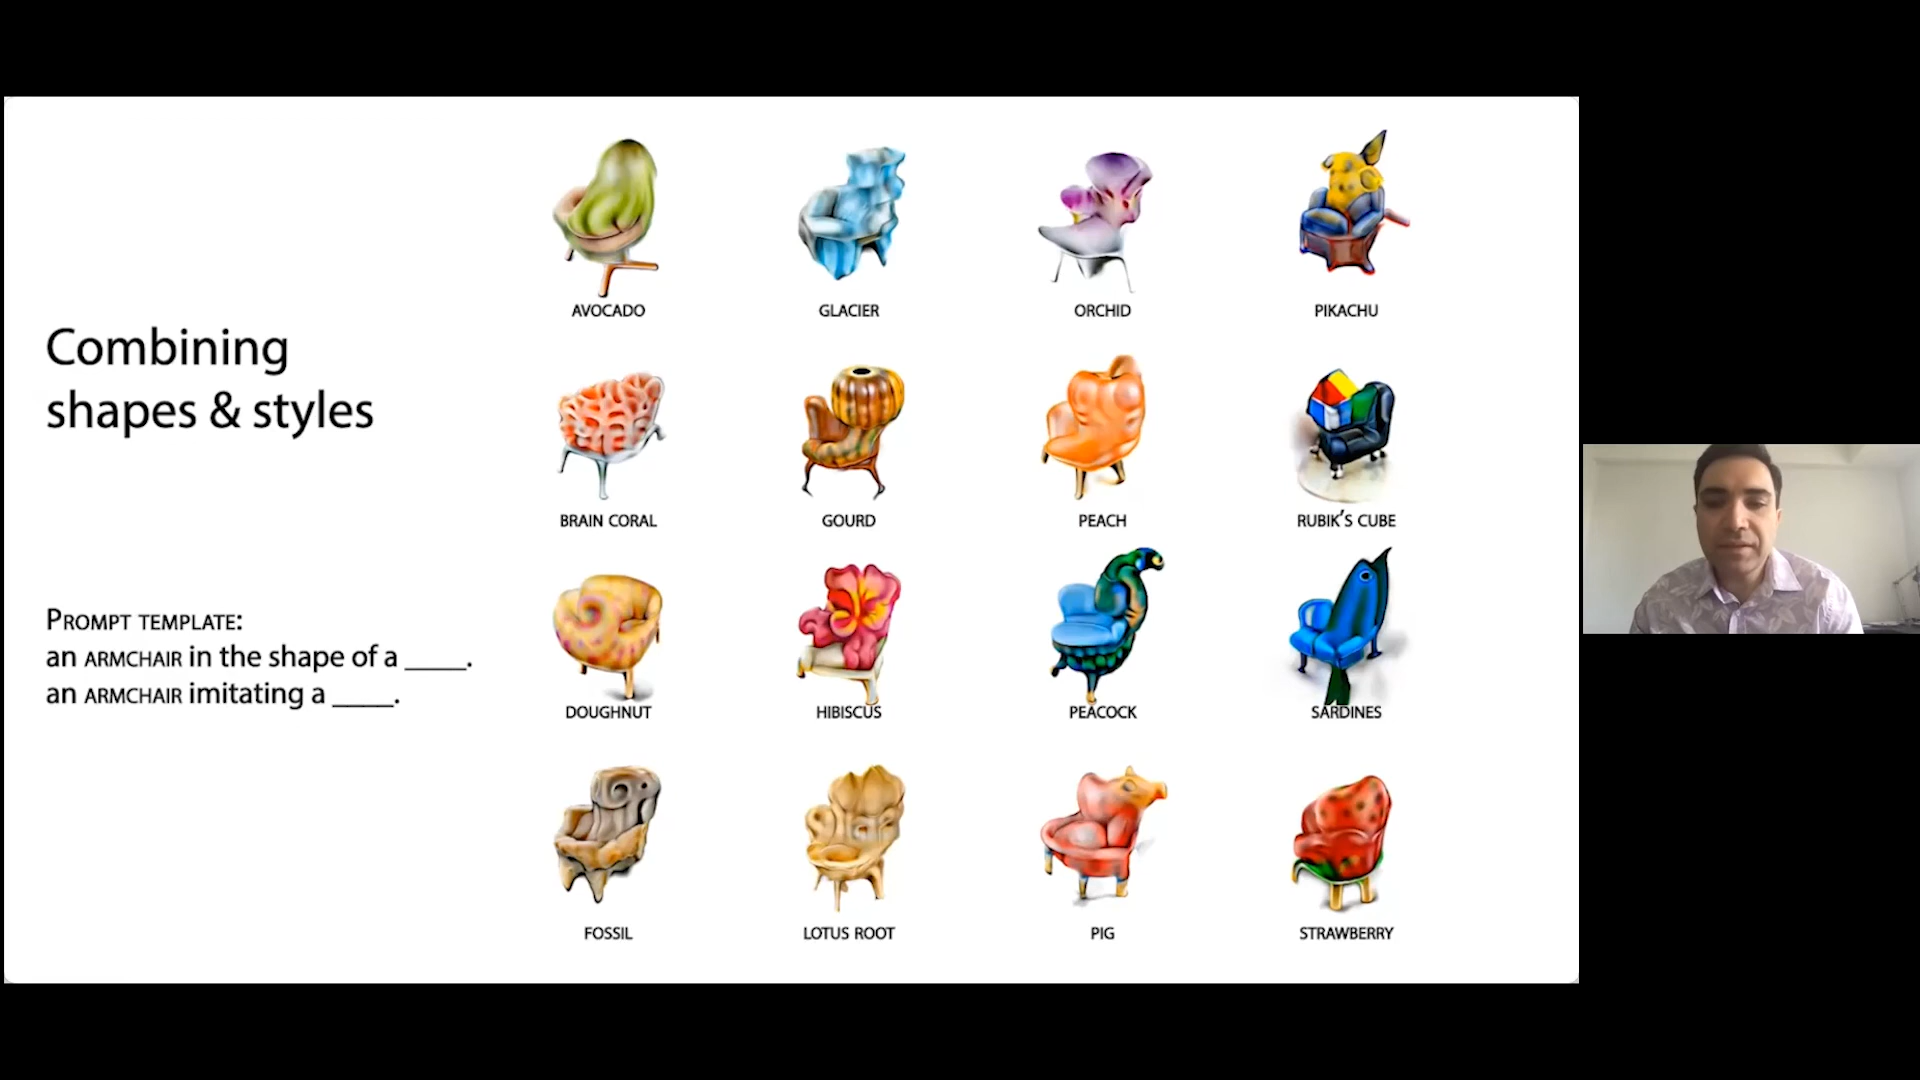 Combining
shapes & styles
PROMPT TEMPLATE:
an ARMCHAIR in the shape of a ____.
an ARMCHAIR imitating a ____.
AVOCADO
GLACIER
ORCHID
PIKACHU
BRAIN CORAL
GOURD
PEACH
RUBIK'S CUBE
DOUGHNUT
HIBISCUS
PEACOCK
SARDINES
FOSSIL
LOTUS ROOT
PIG
STRAWBERRY